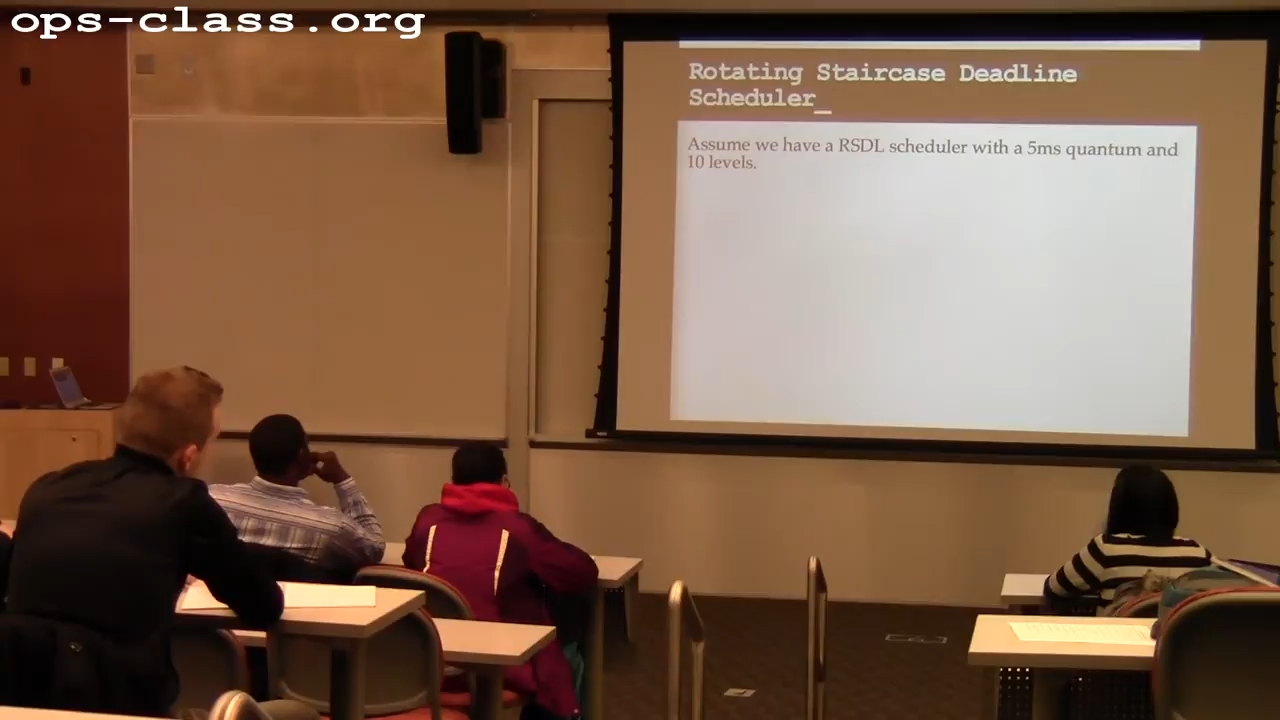 ops-class.org
Rotating Staircase Deadline
Scheduler_
Assume we have a RSDL scheduler with a 5ms quantum and
10 levels.